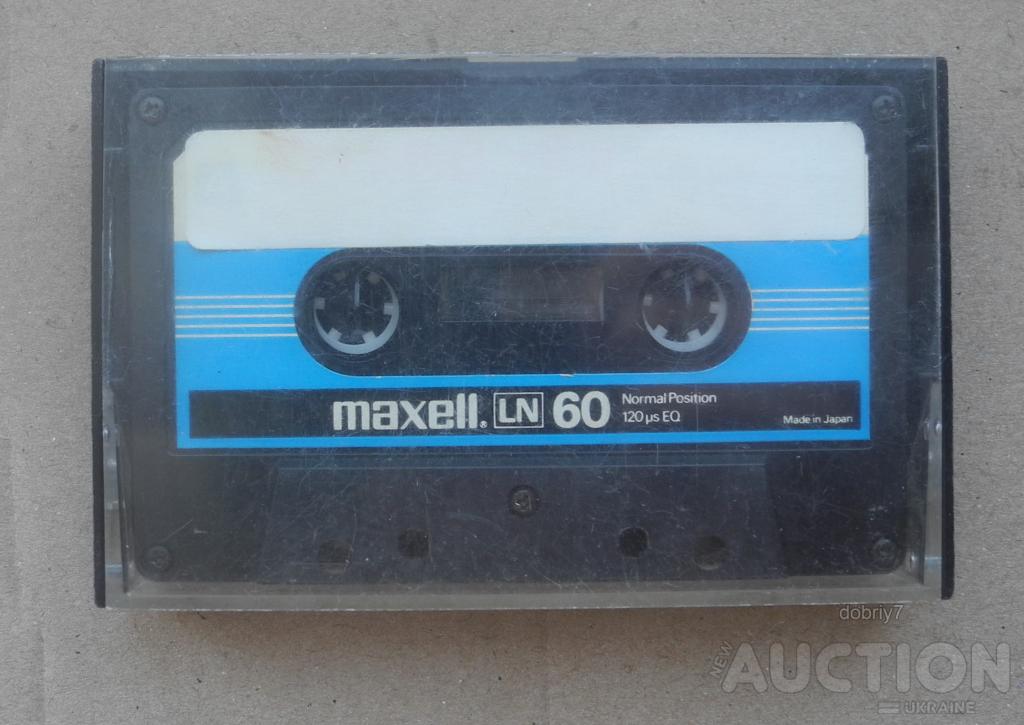 maxell® LN 60 Normal Position
120 µs EQ
Made in Japan
dobriy7
NEW AUCTION
UKRAINE